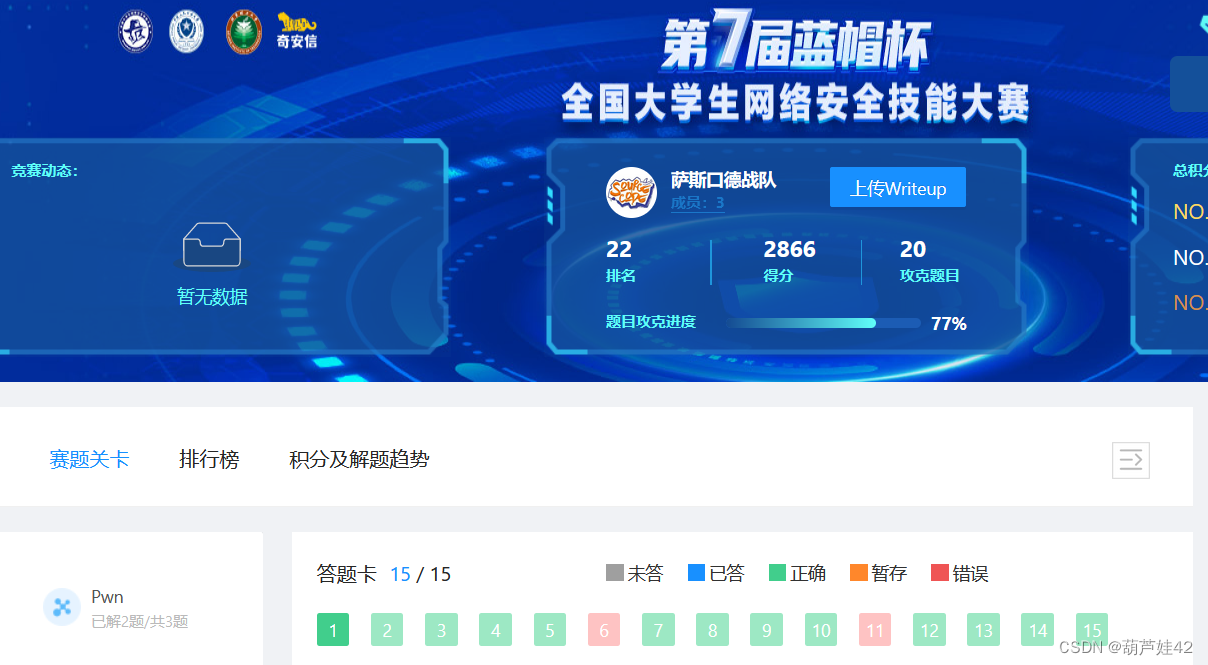 奇安信
第7届蓝帽杯
全国大学生网络安全技能大赛
竞赛动态：
暂无数据
萨斯口德战队
成员：3
上传Writeup
22
排名
2866
得分
20
攻克题目
题目攻克进度
77%
总积分
NO.
NO.
NO.
赛题关卡
排行榜
积分及解题趋势
Pwn
已解2题/共3题
答题卡 15 / 15
未答 已答 正确 暂存 错误
1 2 3 4 5 6 7 8 9 10 11 12 13 14 15
CSDN @葫芦娃42